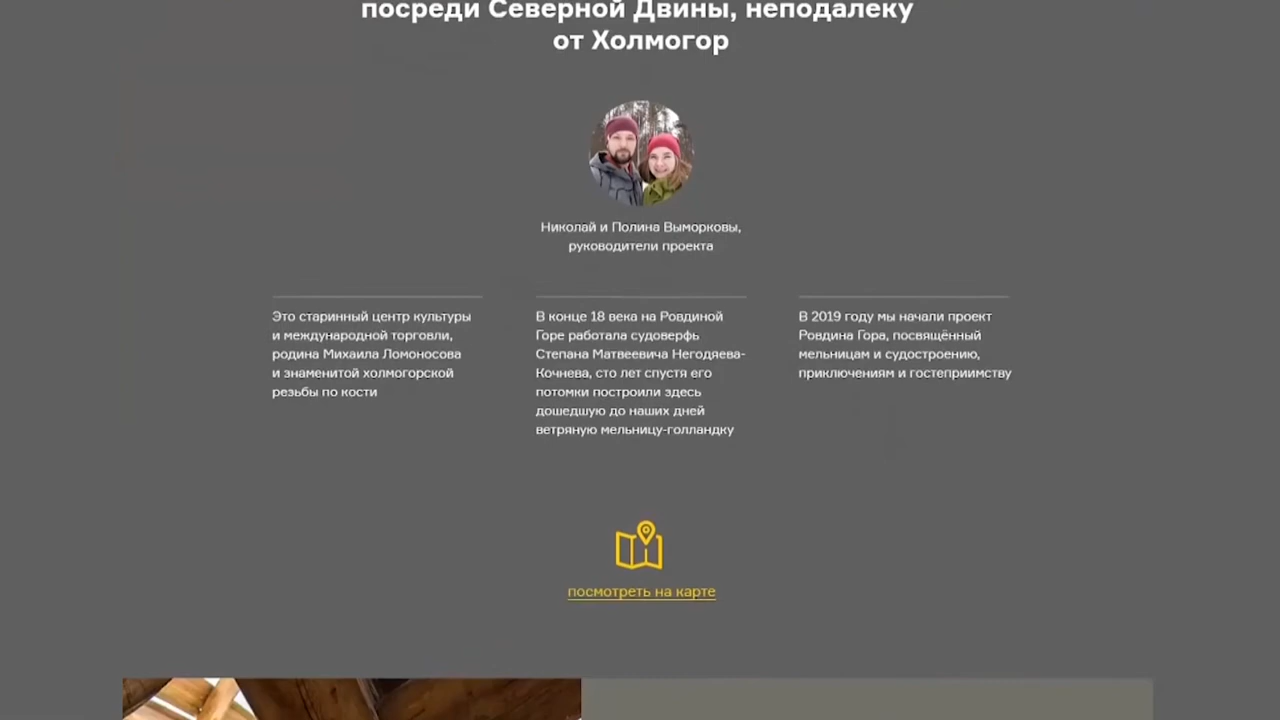 посреди Северной Двины, неподалеку
от Холмогор
Николай и Полина Выморковы,
руководители проекта
Это старинный центр культуры
и международной торговли,
родина Михаила Ломоносова
и знаменитой холмогорской
резьбы по кости
В конце 18 века на Ровдиной
Горе работала судоверфь
Степана Матвеевича Негодяева-
Кочнева, сто лет спустя его
потомки построили здесь
дошедшую до наших дней
ветряную мельницу-голландку
В 2019 году мы начали проект
Ровдина Гора, посвящённый
мельницам и судостроению,
приключениям и гостеприимству
посмотреть на карте